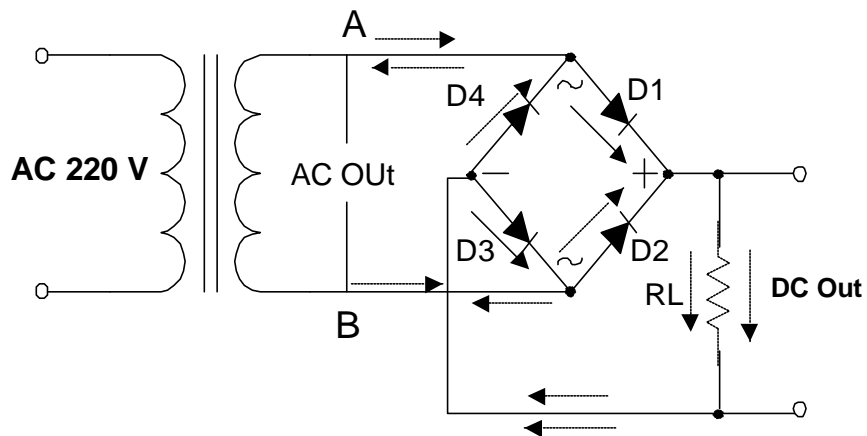 A
D4
~
D1
AC 220 V
AC OUt
−
+
D3
~
D2
RL
DC Out
B